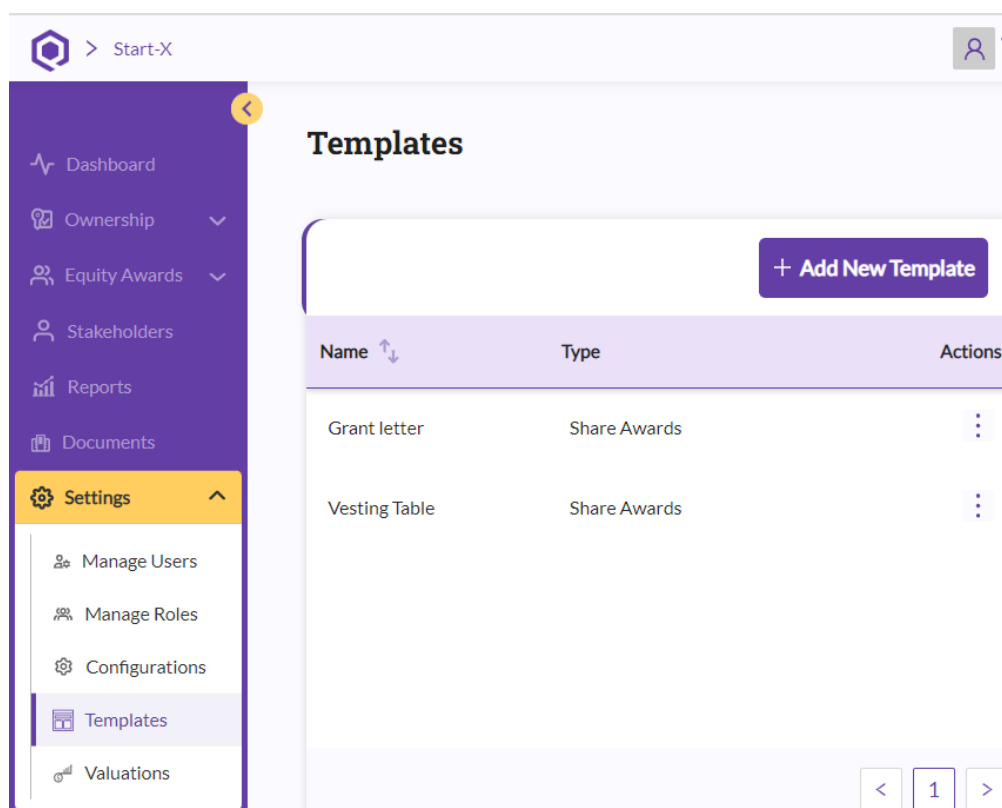 > Start-X
Templates
Dashboard
Ownership
Equity Awards
Stakeholders
Reports
Documents
Settings
Manage Users
Manage Roles
Configurations
Templates
Valuations
+ Add New Template
Name Type Actions
Grant letter Share Awards
Vesting Table Share Awards
< 1 >